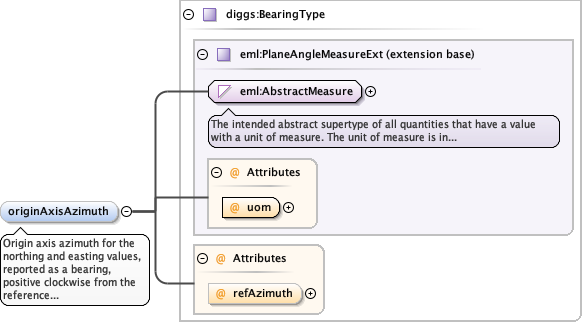 diggs:BearingType
eml:PlaneAngleMeasureExt (extension base)
eml:AbstractMeasure
The intended abstract supertype of all quantities that have a value
with a unit of measure. The unit of measure is in...
@ Attributes
uom
originAxisAzimuth
Origin axis azimuth for the
northing and easting values,
reported as a bearing,
positive clockwise from the
reference...
@ Attributes
@ refAzimuth